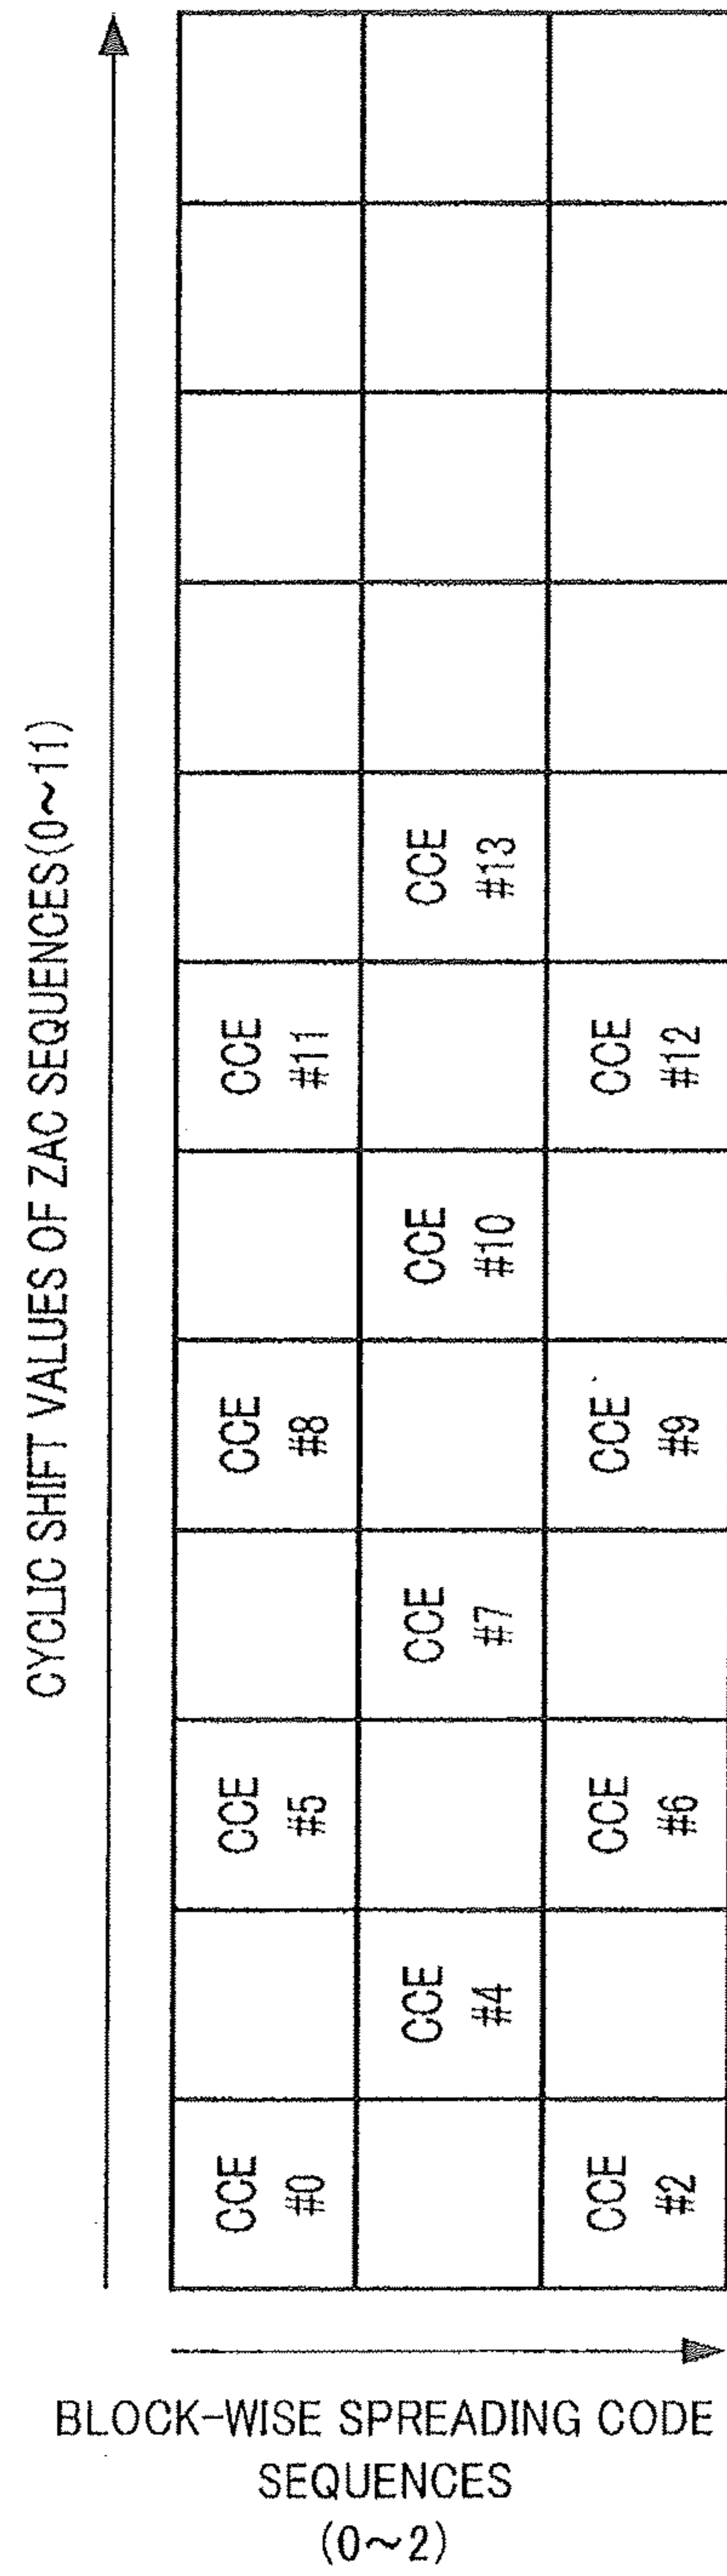 CYCLIC SHIFT VALUES OF ZAC SEQUENCES(0~11)
CCE
#13
CCE
#11
CCE
#12
CCE
#10
CCE
#8
CCE
#9
CCE
#7
CCE
#5
CCE
#6
CCE
#4
CCE
#0
CCE
#2
BLOCK-WISE SPREADING CODE
SEQUENCES
(0~2)